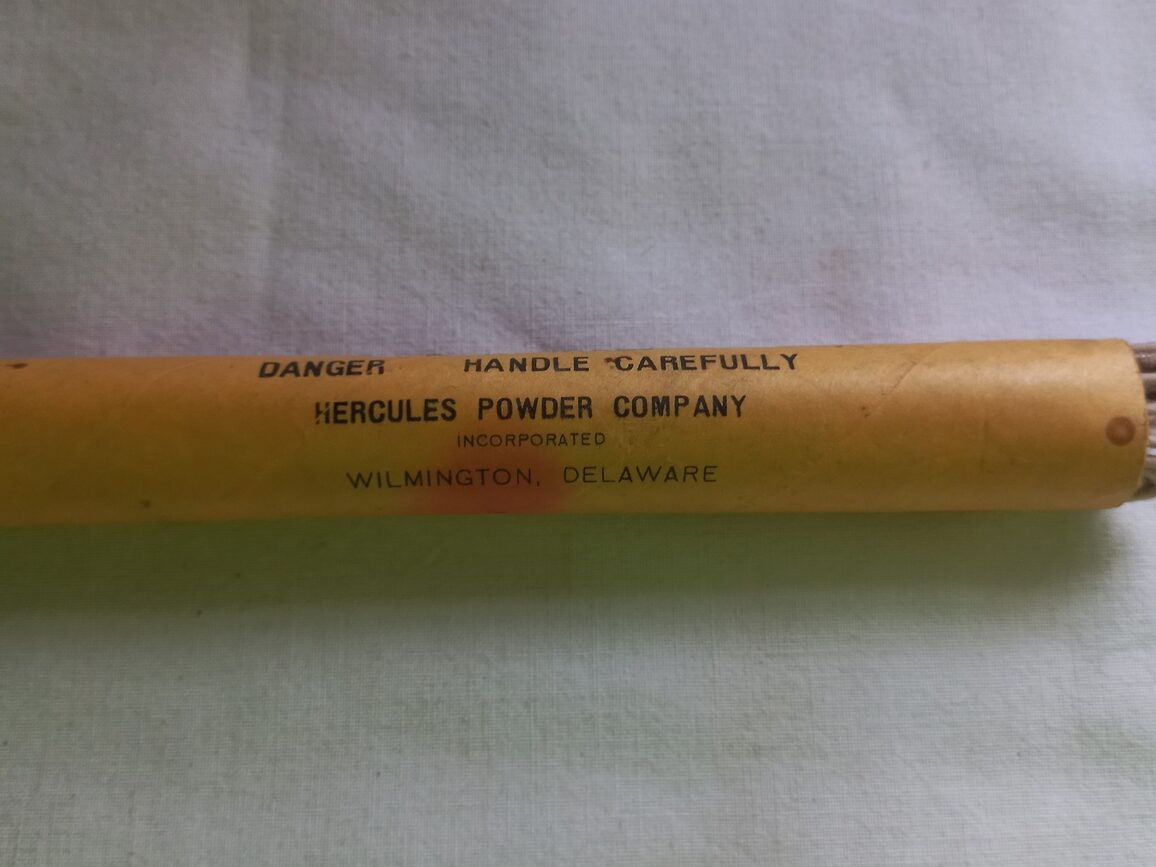 DANGER HANDLE CAREFULLY
HERCULES POWDER COMPANY
INCORPORATED
WILMINGTON, DELAWARE